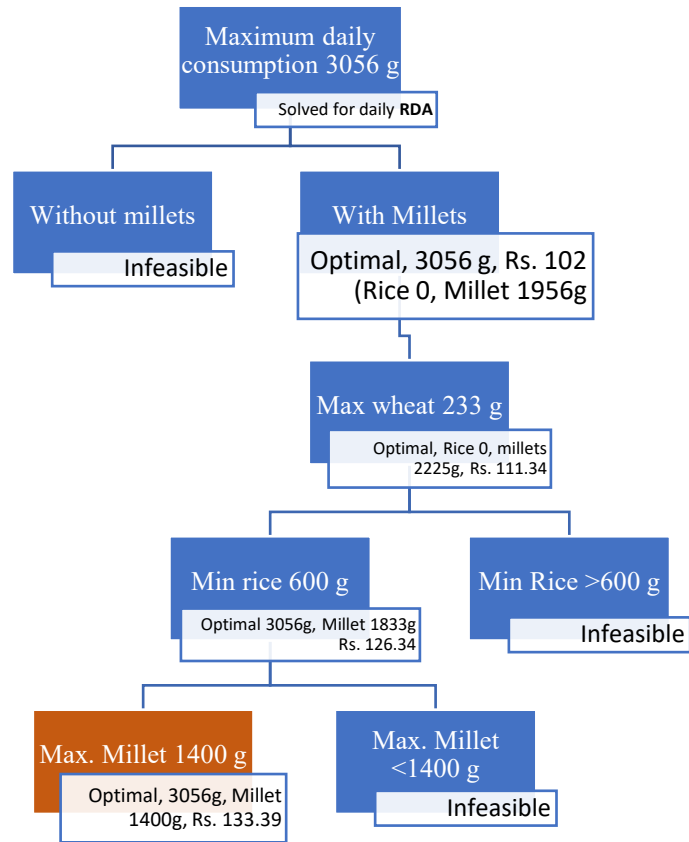 Maximum daily
consumption 3056 g
Solved for daily RDA
Without millets
Infeasible
With Millets
Optimal, 3056 g, Rs. 102
(Rice 0, Millet 1956g
Max wheat 233 g
Optimal, Rice 0, millets
2225g, Rs. 111.34
Min rice 600 g
Optimal 3056g, Millet 1833g
Rs. 126.34
Min Rice >600 g
Infeasible
Max. Millet 1400 g
Optimal, 3056g, Millet
1400g, Rs. 133.39
Max. Millet
<1400 g
Infeasible